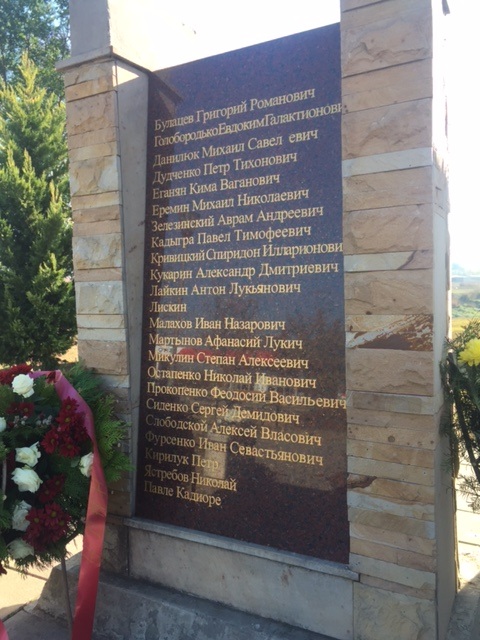 Булацев Григорий Романович
Голобородько Евдоким Галактионови
Данилюк Михаил Савел евич
Дудченко Петр Тихонович
Еганян Кима Ваганович
Еремин Михаил Николаевич
Зелезинский Аврам Андреевич
Кадыгра Павел Тимофеевич
Кривицкий Спиридон Илларионови
Кукарин Александр Дмитриевич
Лайкин Антон Лукьянович
Лискин
Малахов Иван Назарович
Мартынов Афанасий Лукич
Микулин Степан Алексеевич
Остапенко Николай Иванович
Прокопенко Феодосий Васильевич
Сиденко Сергей Демидович
Слободской Алексей Власович
Фурсенко Иван Севастьянович
Кирилук Петр
Ястребов Николай
Павле Кадиоре